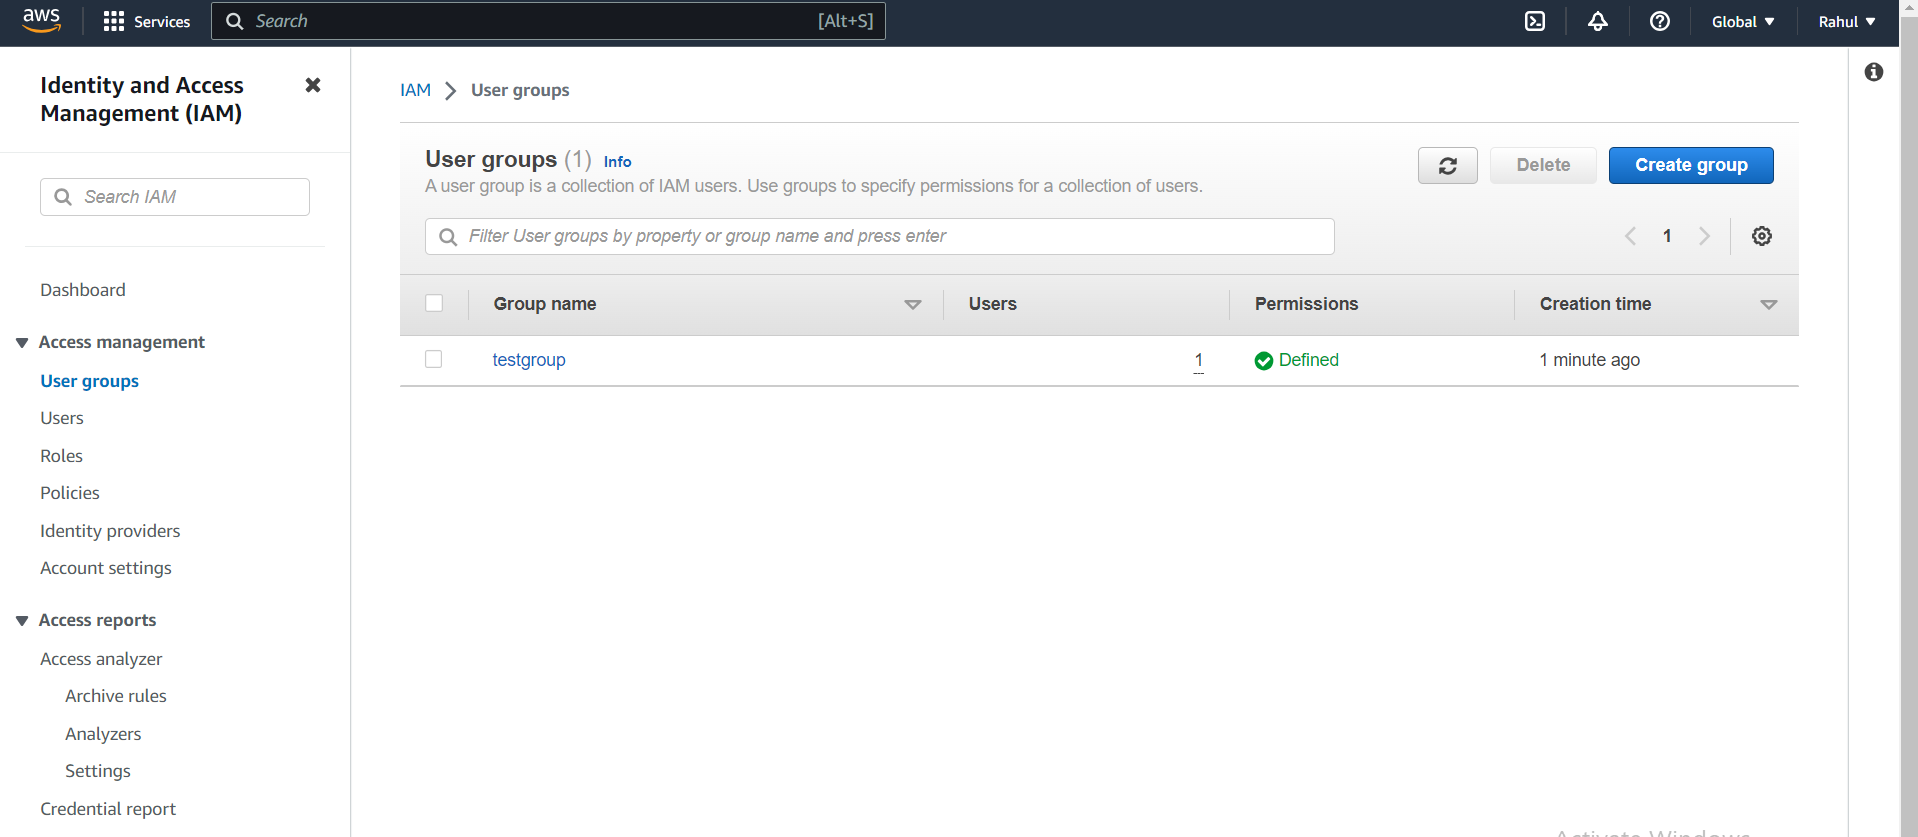 aws
Services
Search
[Alt+S]
Global
Rahul
Identity and Access
Management (IAM)
Search IAM
Dashboard
Access management
User groups
Users
Roles
Policies
Identity providers
Account settings
Access reports
Access analyzer
Archive rules
Analyzers
Settings
Credential report
IAM
User groups
User groups (1) Info
A user group is a collection of IAM users. Use groups to specify permissions for a collection of users.
Delete
Create group
Filter User groups by property or group name and press enter
1
Group name
Users
Permissions
Creation time
testgroup
1
Defined
1 minute ago
Activate Windows